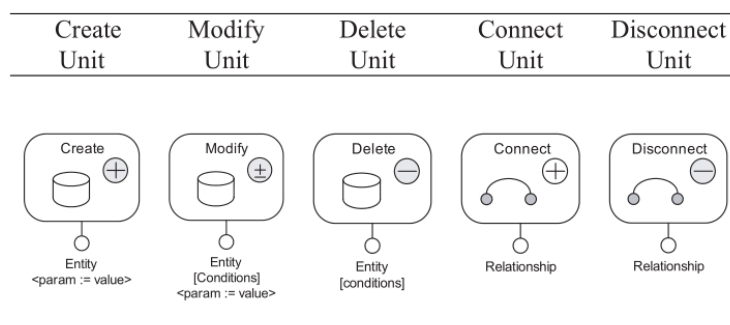 Create Modify Delete Connect Disconnect
Unit Unit Unit Unit Unit
Create Modify Delete Connect Disconnect
+ ± − + −
Entity Entity Entity Relationship Relationship
<param := value> [Conditions] [conditions]
<param := value>